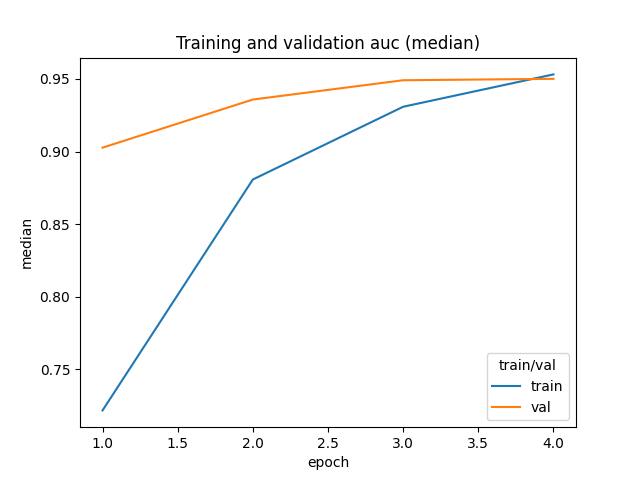 Training and validation auc (median)
0.95
0.90
0.85
0.80
0.75
median
1.0
1.5
2.0
2.5
3.0
3.5
4.0
epoch
train/val
train
val